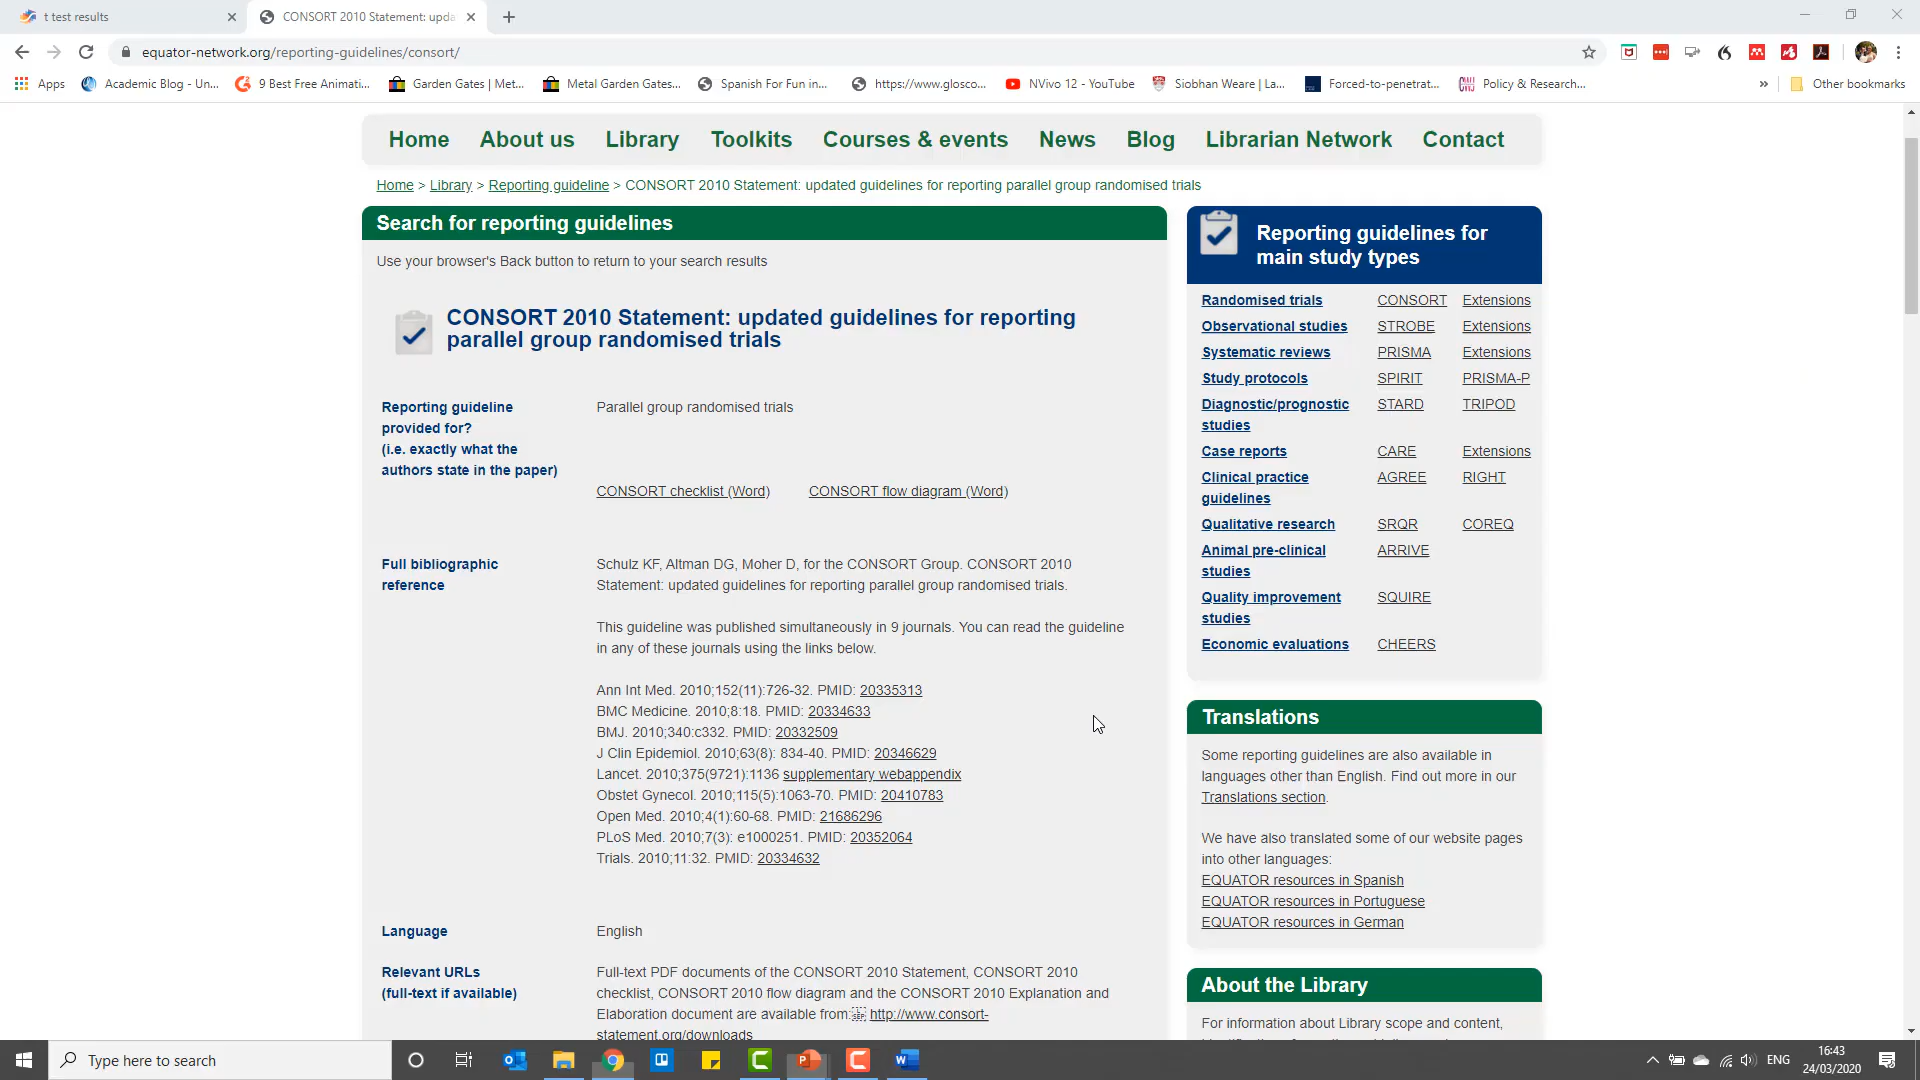 t test results
CONSORT 2010 Statement: upda
equator-network.org/reporting-guidelines/consort/
Apps
Academic Blog - Un...
9 Best Free Animati...
Garden Gates | Met...
Metal Garden Gates...
Spanish For Fun in...
https://www.glosco...
NVivo 12 - YouTube
Siobhan Weare | La...
Forced-to-penetrat...
Policy & Research...
»
Other bookmarks
Home About us Library Toolkits Courses & events News Blog Librarian Network Contact
Home > Library > Reporting guideline > CONSORT 2010 Statement: updated guidelines for reporting parallel group randomised trials
Search for reporting guidelines
Use your browser's Back button to return to your search results
CONSORT 2010 Statement: updated guidelines for reporting
parallel group randomised trials
Reporting guideline
provided for?
(i.e. exactly what the
authors state in the paper)
Parallel group randomised trials
CONSORT checklist (Word) CONSORT flow diagram (Word)
Full bibliographic
reference
Schulz KF, Altman DG, Moher D, for the CONSORT Group. CONSORT 2010
Statement: updated guidelines for reporting parallel group randomised trials.
This guideline was published simultaneously in 9 journals. You can read the guideline
in any of these journals using the links below.
Ann Int Med. 2010;152(11):726-32. PMID: 20335313
BMC Medicine. 2010;8:18. PMID: 20334633
BMJ. 2010;340:c332. PMID: 20332509
J Clin Epidemiol. 2010;63(8): 834-40. PMID: 20346629
Lancet. 2010;375(9721):1136 supplementary webappendix
Obstet Gynecol. 2010;115(5):1063-70. PMID: 20410783
Open Med. 2010;4(1):60-68. PMID: 21686296
PLoS Med. 2010;7(3): e1000251. PMID: 20352064
Trials. 2010;11:32. PMID: 20334632
Language
English
Relevant URLs
(full-text if available)
Full-text PDF documents of the CONSORT 2010 Statement, CONSORT 2010
checklist, CONSORT 2010 flow diagram and the CONSORT 2010 Explanation and
Elaboration document are available from: http://www.consort-
statement.org/downloads
Reporting guidelines for
main study types
Randomised trials CONSORT Extensions
Observational studies STROBE Extensions
Systematic reviews PRISMA Extensions
Study protocols SPIRIT PRISMA-P
Diagnostic/prognostic STARD TRIPOD
studies
Case reports CARE Extensions
Clinical practice AGREE RIGHT
guidelines
Qualitative research SRQR COREQ
Animal pre-clinical ARRIVE
studies
Quality improvement SQUIRE
studies
Economic evaluations CHEERS
Translations
Some reporting guidelines are also available in
languages other than English. Find out more in our
Translations section.
We have also translated some of our website pages
into other languages:
EQUATOR resources in Spanish
EQUATOR resources in Portuguese
EQUATOR resources in German
About the Library
For information about Library scope and content,
Type here to search
ENG
16:43
24/03/2020